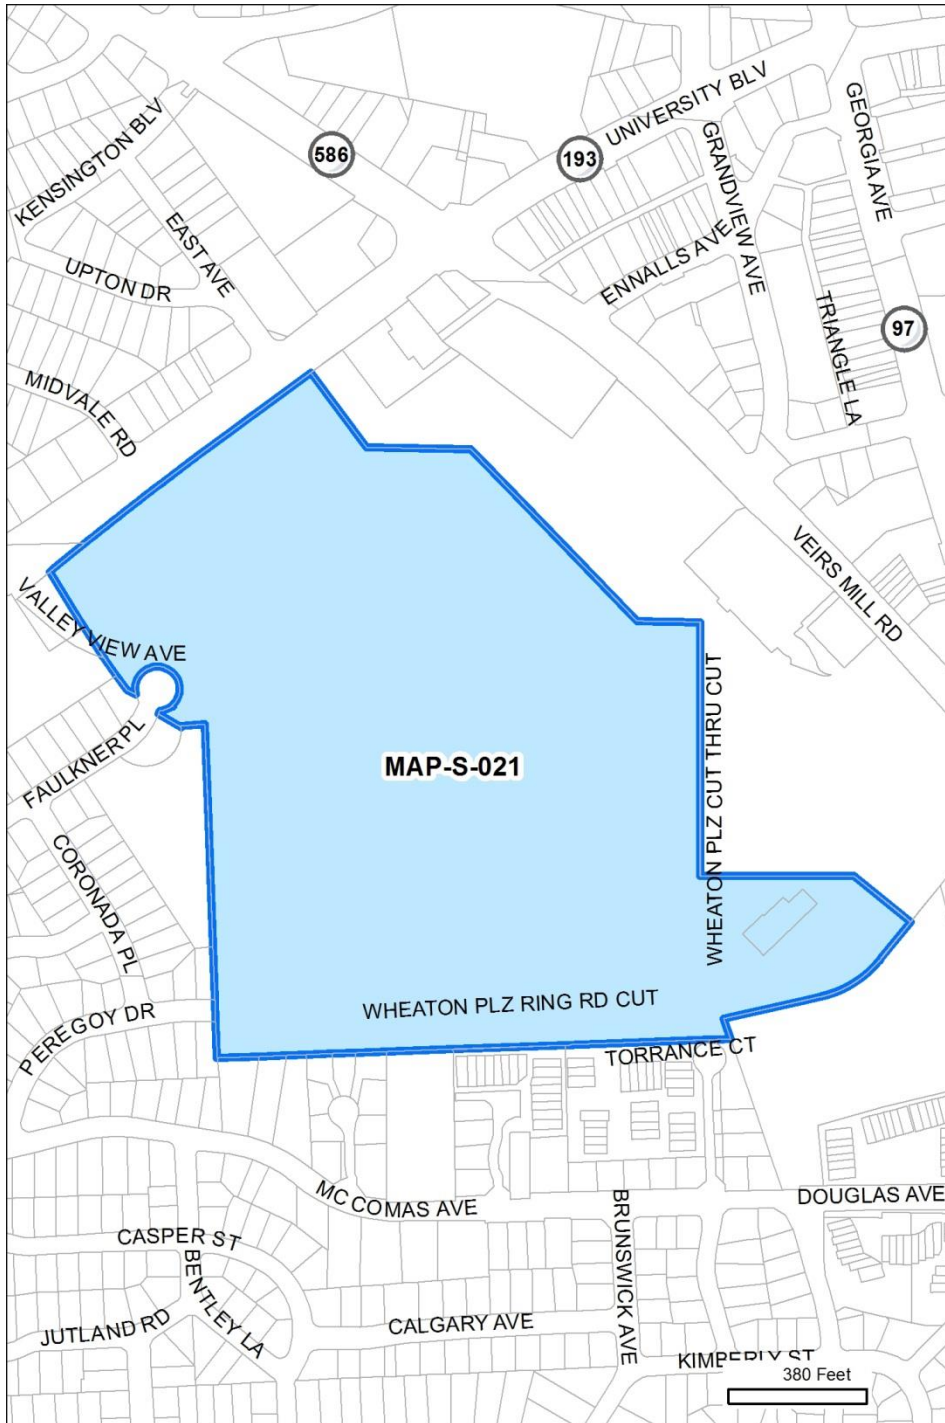 KENSINGTON BLV
586
193
UNIVERSITY BLV
GEORGIA AVE
GRANDVIEW AVE
EAST AVE
ENNALLS AVE
UPTON DR
TRIANGLE LA
97
MIDVALE RD
VEIRS MILL RD
VALLEY VIEW AVE
FAULKNER PL
MAP-S-021
WHEATON PLZ CUT THRU CUT
CORONADA PL
WHEATON PLZ RING RD CUT
PEREGOY DR
TORRANCE CT
MC COMAS AVE
DOUGLAS AVE
CASPER ST
BRUNSWICK AVE
BENTLEY LA
JUTLAND RD
CALGARY AVE
KIMBERLY ST
380 Feet